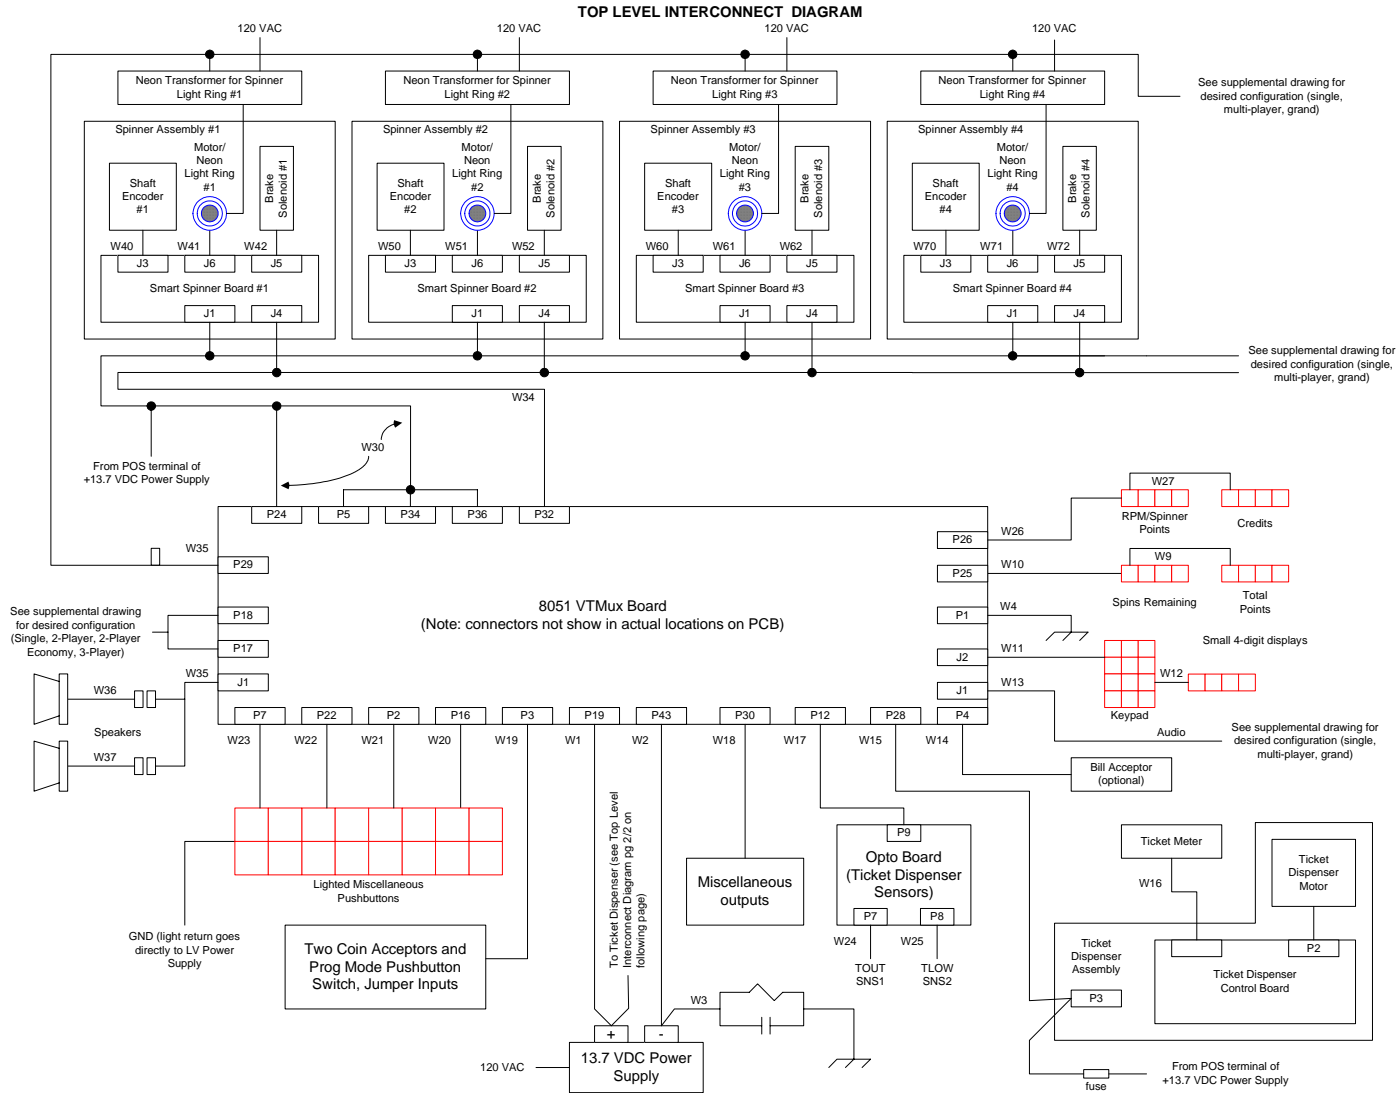 TOP LEVEL INTERCONNECT DIAGRAM
120 VAC
120 VAC
120 VAC
120 VAC
Neon Transformer for Spinner
Light Ring #1
Neon Transformer for Spinner
Light Ring #2
Neon Transformer for Spinner
Light Ring #3
Neon Transformer for Spinner
Light Ring #4
See supplemental drawing for
desired configuration (single,
multi-player, grand)
Spinner Assembly #1
Motor/
Neon
Light Ring
#1
Shaft
Encoder
#1
Brake
Solenoid #1
W40
W41
W42
J3
J6
J5
Smart Spinner Board #1
J1
J4
Spinner Assembly #2
Motor/
Neon
Light Ring
#2
Shaft
Encoder
#2
Brake
Solenoid #2
W50
W51
W52
J3
J6
J5
Smart Spinner Board #2
J1
J4
Spinner Assembly #3
Motor/
Neon
Light Ring
#3
Shaft
Encoder
#3
Brake
Solenoid #3
W60
W61
W62
J3
J6
J5
Smart Spinner Board #3
J1
J4
Spinner Assembly #4
Motor/
Neon
Light Ring
#4
Shaft
Encoder
#4
Brake
Solenoid #4
W70
W71
W72
J3
J6
J5
Smart Spinner Board #4
J1
J4
See supplemental drawing for
desired configuration (single,
multi-player, grand)
W34
W30
From POS terminal of
+13.7 VDC Power Supply
P24
P5
P34
P36
P32
W35
P29
See supplemental drawing
for desired configuration
(Single, 2-Player, 2-Player
Economy, 3-Player)
P18
P17
W35
J1
W36
Speakers
W37
8051 VTMux Board
(Note: connectors not show in actual locations on PCB)
P26
W26
W27
RPM/Spinner
Points
Credits
P25
W10
W9
Spins Remaining
Total
Points
P1
W4
Small 4-digit displays
J2
W11
W12
J1
W13
Keypad
Audio
See supplemental drawing for
desired configuration (single,
multi-player, grand)
P7
P22
P2
P16
P3
P19
P43
P30
P12
P28
P4
W23
W22
W21
W20
W19
W1
W2
W18
W17
W15
W14
Bill Acceptor
(optional)
Lighted Miscellaneous
Pushbuttons
GND (light return goes
directly to LV Power
Supply
Two Coin Acceptors and
Prog Mode Pushbutton
Switch, Jumper Inputs
To Ticket Dispenser (see Top Level
Interconnect Diagram pg 2/2 on
following page)
Miscellaneous
outputs
P9
Opto Board
(Ticket Dispenser
Sensors)
P7
P8
W24
W25
TOUT
SNS1
TLOW
SNS2
Ticket Meter
W16
Ticket
Dispenser
Motor
Ticket
Dispenser
Assembly
P2
Ticket Dispenser
Control Board
P3
W3
+
-
120 VAC
13.7 VDC Power
Supply
fuse
From POS terminal of
+13.7 VDC Power Supply